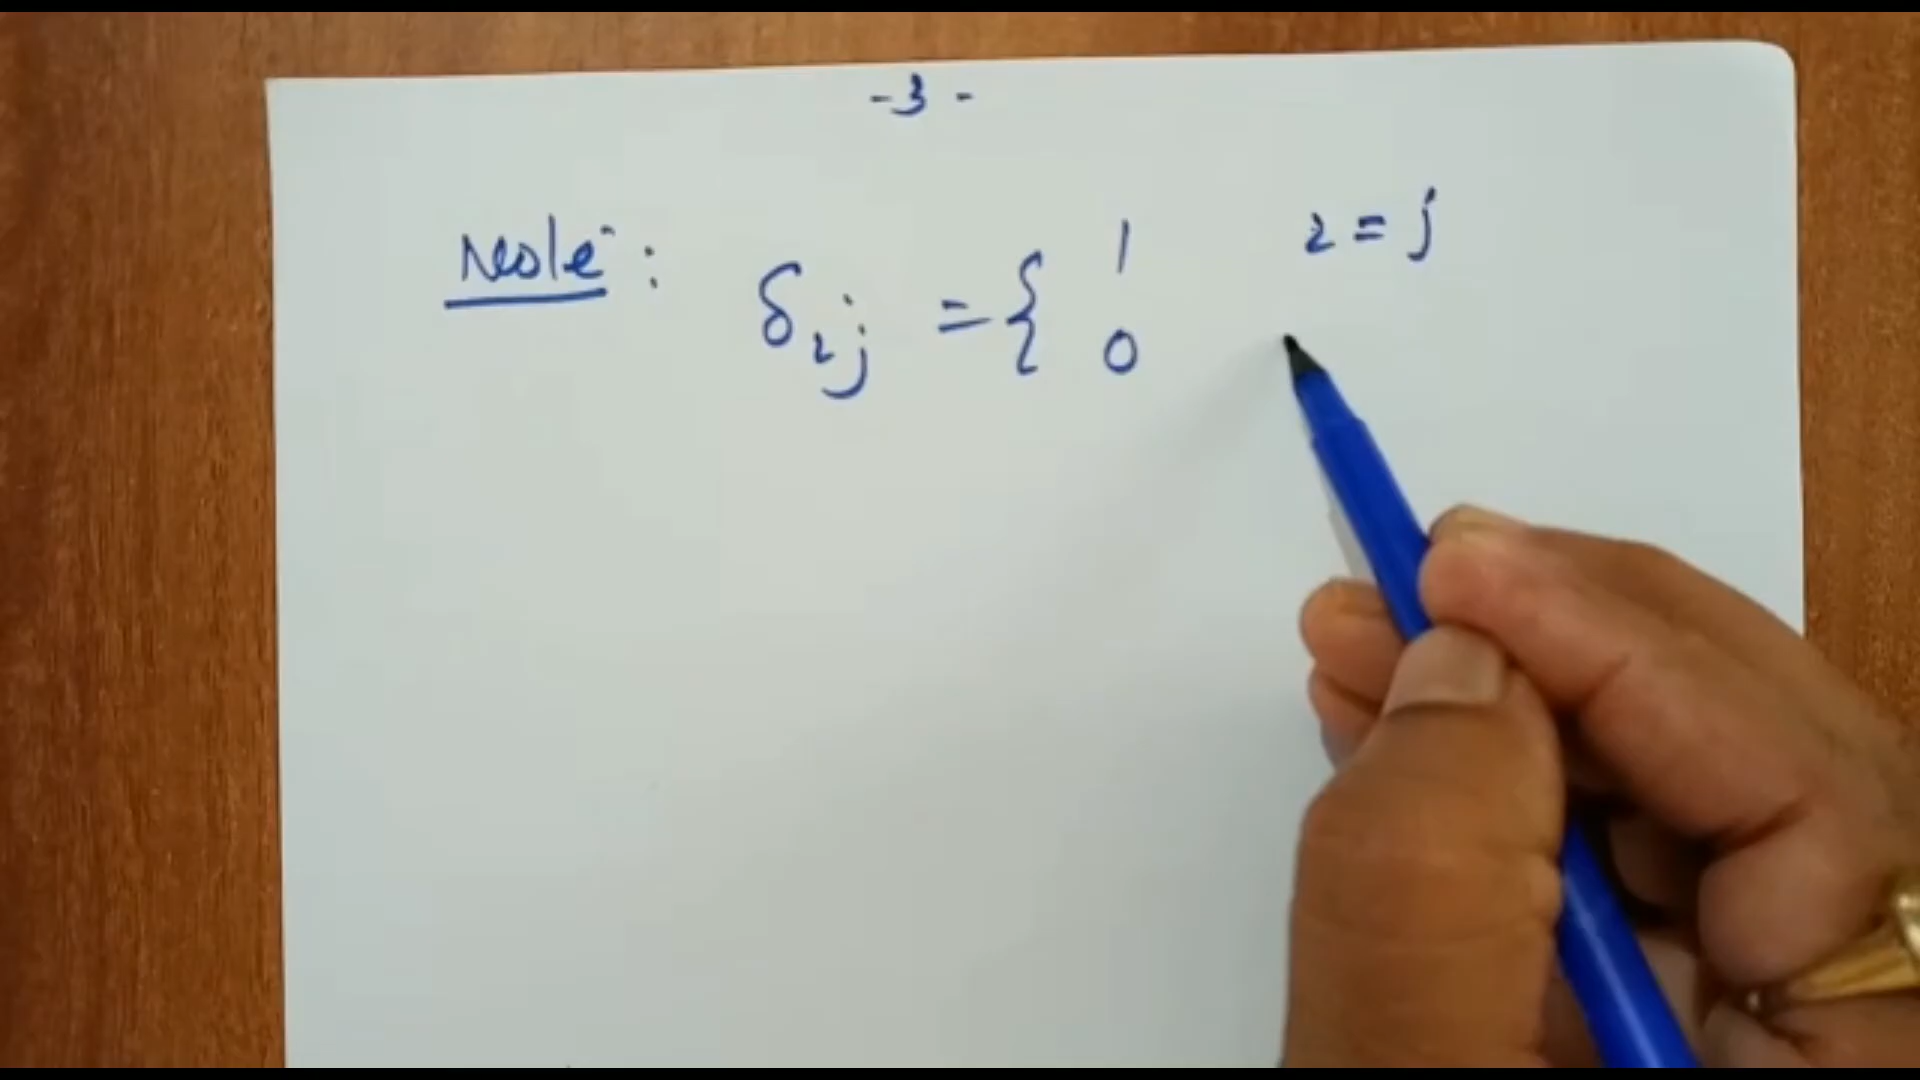 -3-
Note: δij = { 1 i = j
0